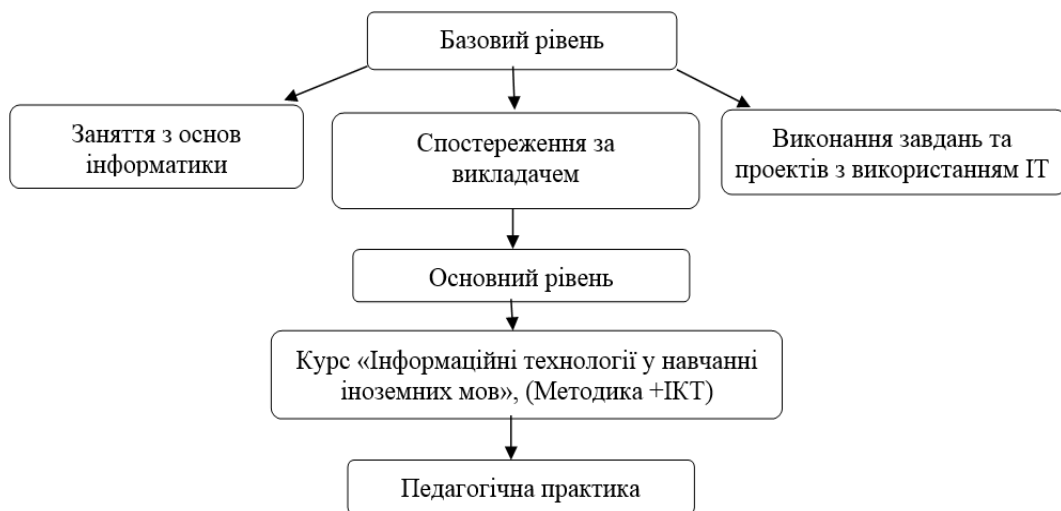 Базовий рівень
Заняття з основ
інформатики
Спостереження за
викладачем
Виконання завдань та
проектів з використанням ІТ
Основний рівень
Курс «Інформаційні технології у навчанні
іноземних мов», (Методика +ІКТ)
Педагогічна практика